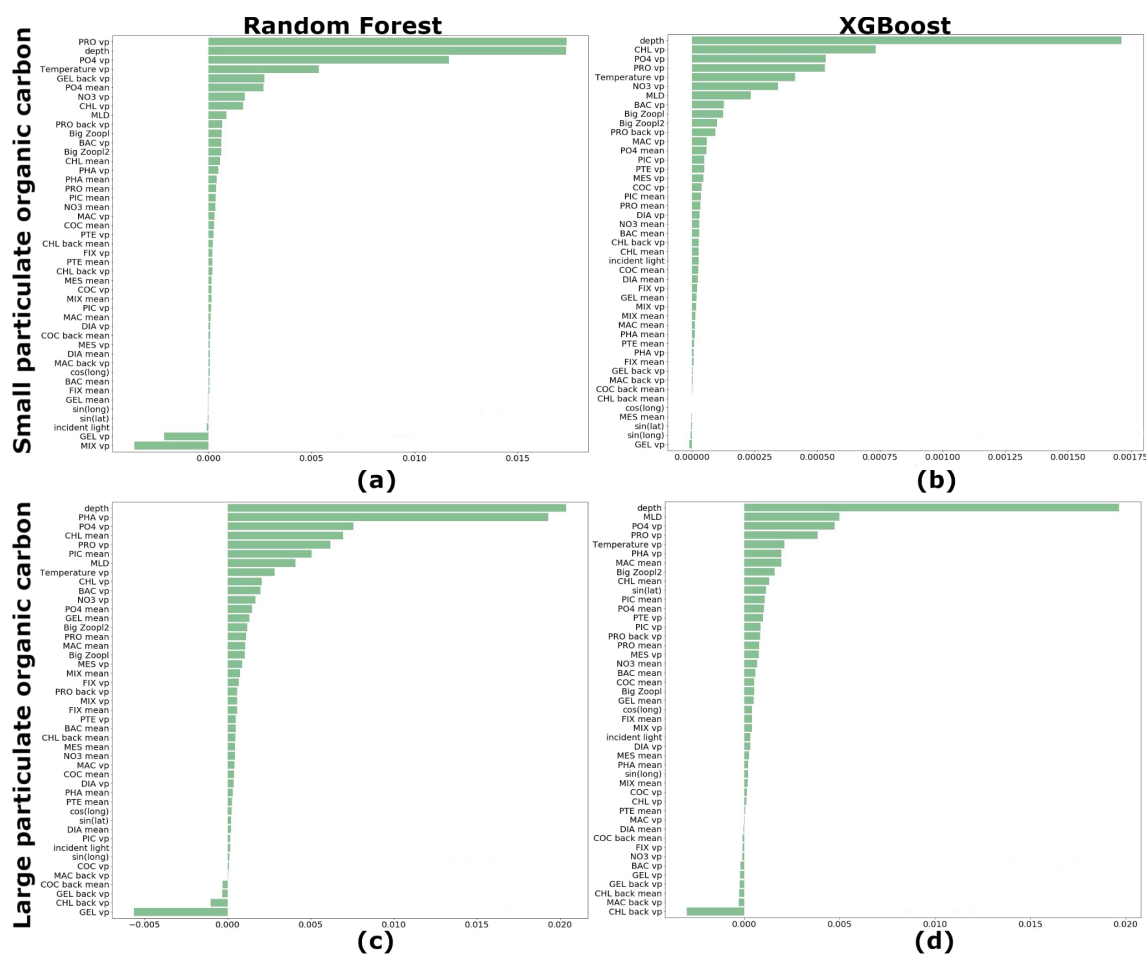 Random Forest
XGBoost
Small particulate organic carbon
PRO vp
depth
PO4 vp
Temperature vp
GEL back vp
PO4 mean
NO3 vp
CHL vp
MLD
PRO back vp
Big Zoopl
BAC vp
Big Zoopl2
CHL mean
PHA vp
PHA mean
PRO mean
PIC mean
NO3 mean
MAC vp
COC mean
PTE vp
CHL back mean
FIX vp
PTE mean
CHL back vp
MES mean
COC vp
MIX mean
PIC vp
MAC mean
DIA vp
COC back mean
MES vp
DIA mean
MAC back vp
cos(long)
BAC mean
FIX mean
GEL mean
sin(long)
sin(lat)
incident light
GEL vp
MIX vp
0.000 0.005 0.010 0.015
(a)
depth
CHL vp
PO4 vp
PRO vp
Temperature vp
NO3 vp
MLD
BAC vp
Big Zoopl
Big Zoopl2
PRO back vp
MAC vp
PO4 mean
PIC vp
PTE vp
MES vp
COC vp
PIC mean
PRO mean
DIA vp
NO3 mean
BAC mean
CHL back vp
CHL mean
incident light
COC mean
DIA mean
FIX vp
GEL mean
MIX vp
MIX mean
MAC mean
PHA mean
PTE mean
PHA vp
FIX mean
GEL back vp
MAC back vp
COC back mean
CHL back mean
cos(long)
MES mean
sin(lat)
sin(long)
GEL vp
0.00000 0.00025 0.00050 0.00075 0.00100 0.00125 0.00150 0.00175
(b)
Large particulate organic carbon
depth
PHA vp
PO4 vp
CHL mean
PRO vp
PIC mean
MLD
Temperature vp
CHL vp
BAC vp
NO3 vp
PO4 mean
GEL mean
Big Zoopl2
PRO mean
MAC mean
Big Zoopl
MES vp
MIX mean
FIX vp
PRO back vp
MIX vp
FIX mean
PTE vp
BAC mean
CHL back mean
MES mean
NO3 mean
MAC vp
COC mean
DIA vp
PHA mean
PTE mean
cos(long)
sin(lat)
DIA mean
PIC vp
incident light
sin(long)
COC vp
MAC back vp
COC back mean
GEL back vp
CHL back vp
GEL vp
−0.005 0.000 0.005 0.010 0.015 0.020
(c)
depth
MLD
PO4 vp
PRO vp
Temperature vp
PHA vp
MAC mean
Big Zoopl2
CHL mean
sin(lat)
PIC mean
PO4 mean
PTE vp
PIC vp
PRO back vp
PRO mean
MES vp
NO3 mean
BAC mean
COC mean
Big Zoopl
GEL mean
cos(long)
FIX mean
MIX vp
incident light
DIA vp
MES mean
PHA mean
sin(long)
MIX mean
COC vp
CHL vp
PTE mean
MAC vp
DIA mean
COC back mean
FIX vp
NO3 vp
BAC vp
GEL vp
GEL back vp
CHL back mean
MAC back vp
CHL back vp
0.000 0.005 0.010 0.015 0.020
(d)